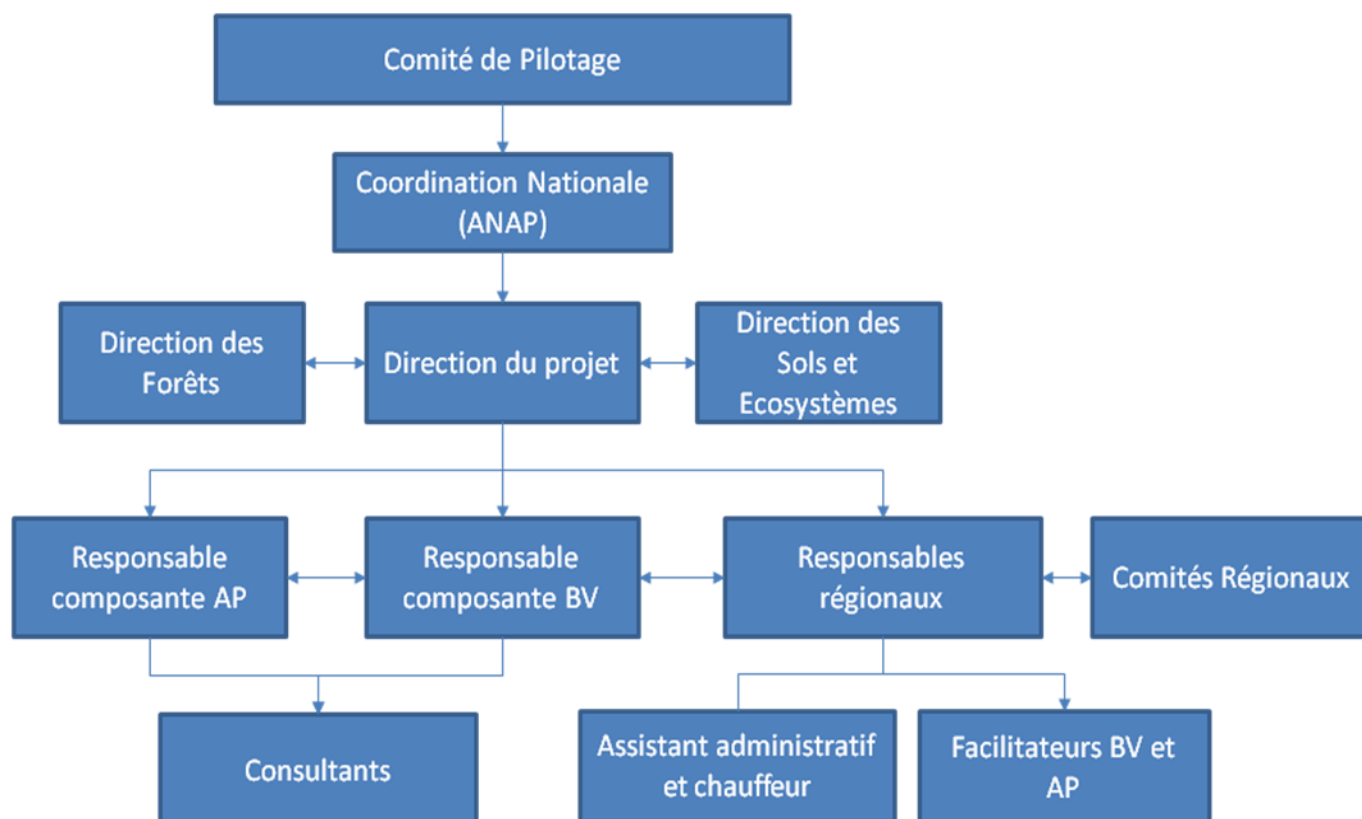 Comité de Pilotage
Coordination Nationale
(ANAP)
Direction des
Forêts
Direction du projet
Direction des
Sols et
Ecosystèmes
Responsable
composante AP
Responsable
composante BV
Responsables
régionaux
Comités Régionaux
Consultants
Assistant administratif
et chauffeur
Facilitateurs BV et
AP